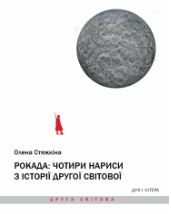 Олена Стяжкіна
РОКАДА: ЧОТИРИ НАРИСИ
З ІСТОРІЇ ДРУГОЇ СВІТОВОЇ
ДУХ І ЛІТЕРА
ДРУГА СВІТОВА